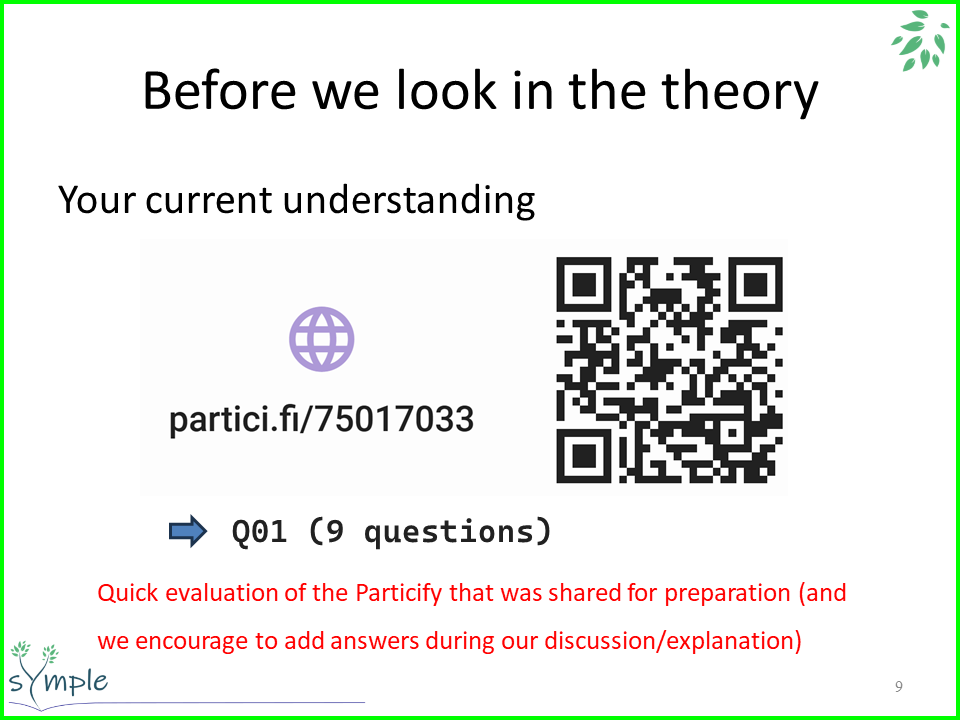 Before we look in the theory
Your current understanding
partici.fi/75017033
Q01 (9 questions)
Quick evaluation of the Particify that was shared for preparation (and
we encourage to add answers during our discussion/explanation)
sYmple
9